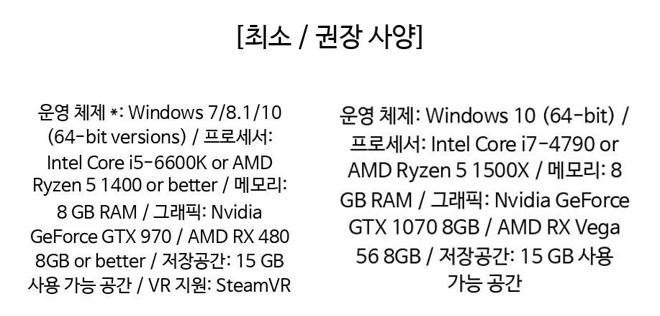 [최소 / 권장 사양]
운영 체제 *: Windows 7/8.1/10
(64-bit versions) / 프로세서:
Intel Core i5-6600K or AMD
Ryzen 5 1400 or better / 메모리:
8 GB RAM / 그래픽: Nvidia
GeForce GTX 970 / AMD RX 480
8GB or better / 저장공간: 15 GB
사용 가능 공간 / VR 지원: SteamVR
운영 체제: Windows 10 (64-bit) /
프로세서: Intel Core i7-4790 or
AMD Ryzen 5 1500X / 메모리: 8
GB RAM / 그래픽: Nvidia GeForce
GTX 1070 8GB / AMD RX Vega
56 8GB / 저장공간: 15 GB 사용
가능 공간